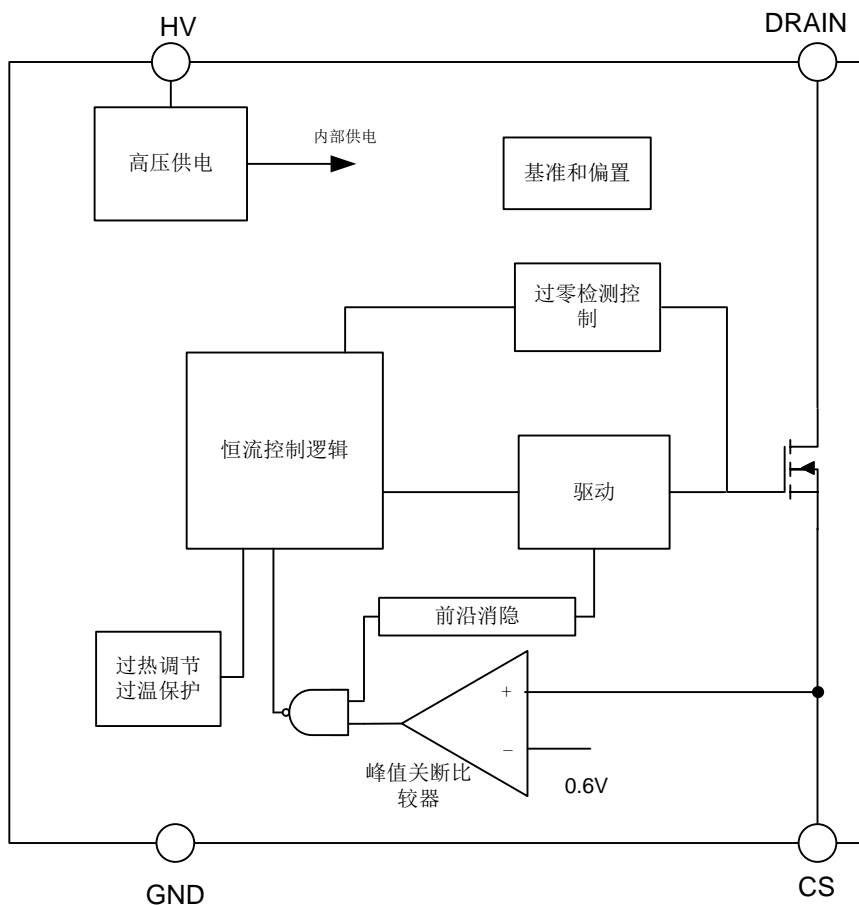 HV
DRAIN
高压供电
内部供电
基准和偏置
过零检测控
制
恒流控制逻辑
驱动
前沿消隐
过热调节
过温保护
+
−
峰值关断比
较器
0.6V
GND
CS